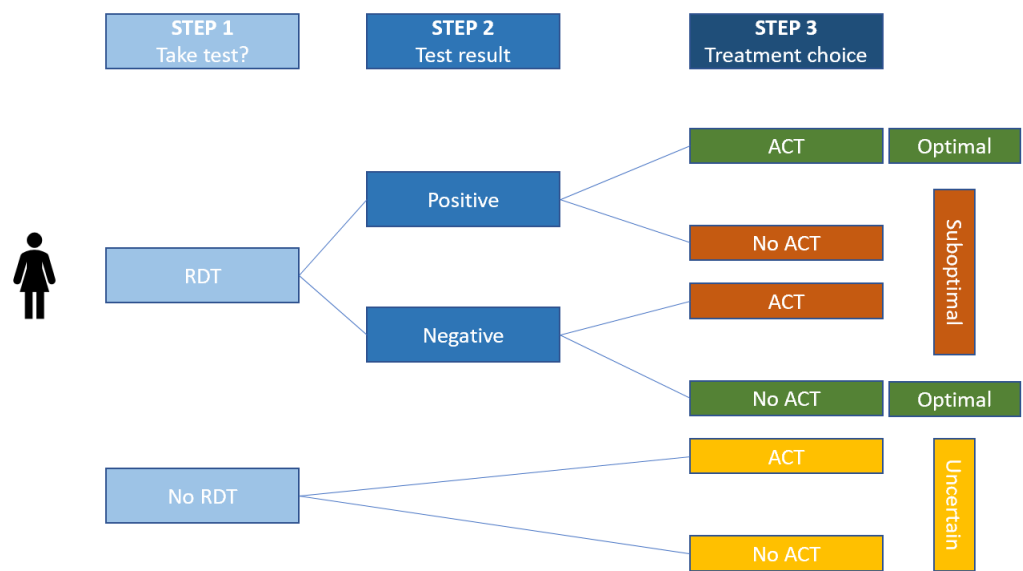 STEP 1
Take test?
STEP 2
Test result
STEP 3
Treatment choice
ACT
Optimal
Positive
No ACT
Suboptimal
RDT
ACT
Negative
No ACT
Optimal
ACT
Uncertain
No RDT
No ACT